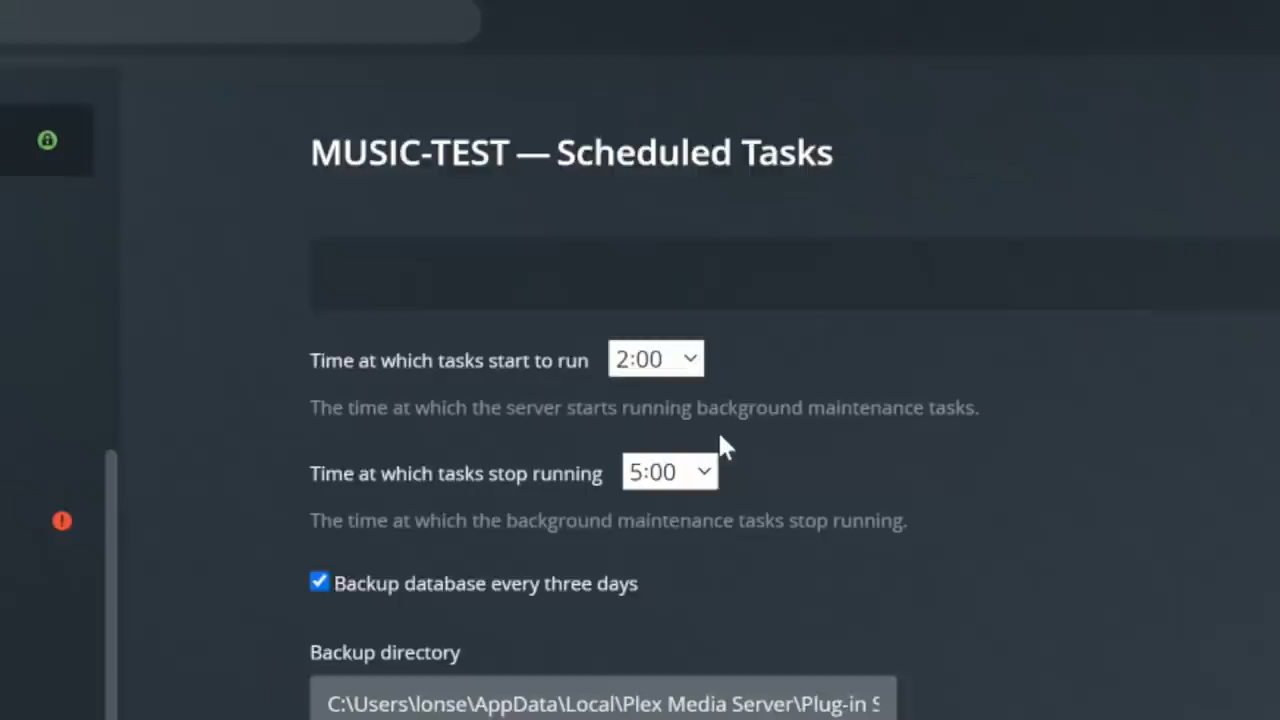 MUSIC-TEST — Scheduled Tasks
Time at which tasks start to run 2:00
The time at which the server starts running background maintenance tasks.
Time at which tasks stop running 5:00
The time at which the background maintenance tasks stop running.
Backup database every three days
Backup directory
C:\Users\lonse\AppData\Local\Plex Media Server\Plug-in S